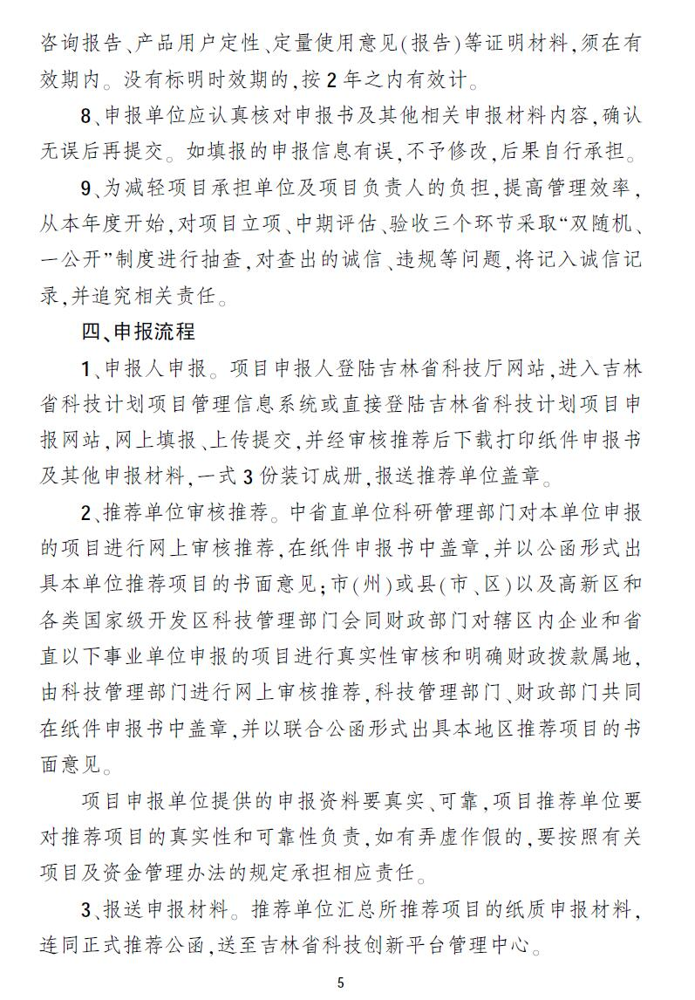 咨询报告、产品用户定性、定量使用意见(报告)等证明材料,须在有
效期内。没有标明时效期的,按2年之内有效计。
8、申报单位应认真核对申报书及其他相关申报材料内容,确认
无误后再提交。如填报的申报信息有误,不予修改,后果自行承担。
9、为减轻项目承担单位及项目负责人的负担,提高管理效率,
从本年度开始,对项目立项、中期评估、验收三个环节采取“双随机、
一公开”制度进行抽查,对查出的诚信、违规等问题,将记入诚信记
录,并追究相关责任。
四、申报流程
1、申报人申报。项目申报人登陆吉林省科技厅网站,进入吉林
省科技计划项目管理信息系统或直接登陆吉林省科技计划项目申
报网站,网上填报、上传提交,并经审核推荐后下载打印纸件申报书
及其他申报材料,一式3份装订成册,报送推荐单位盖章。
2、推荐单位审核推荐。中省直单位科研管理部门对本单位申报
的项目进行网上审核推荐,在纸件申报书中盖章,并以公函形式出
具本单位推荐项目的书面意见;市(州)或县(市、区)以及高新区和
各类国家级开发区科技管理部门会同财政部门对辖区内企业和省
直以下事业单位申报的项目进行真实性审核和明确财政拨款属地,
由科技管理部门进行网上审核推荐,科技管理部门、财政部门共同
在纸件申报书中盖章,并以联合公函形式出具本地区推荐项目的书
面意见。
项目申报单位提供的申报资料要真实、可靠,项目推荐单位要
对推荐项目的真实性和可靠性负责,如有弄虚作假的,要按照有关
项目及资金管理办法的规定承担相应责任。
3、报送申报材料。推荐单位汇总所推荐项目的纸质申报材料,
连同正式推荐公函,送至吉林省科技创新平台管理中心。
5